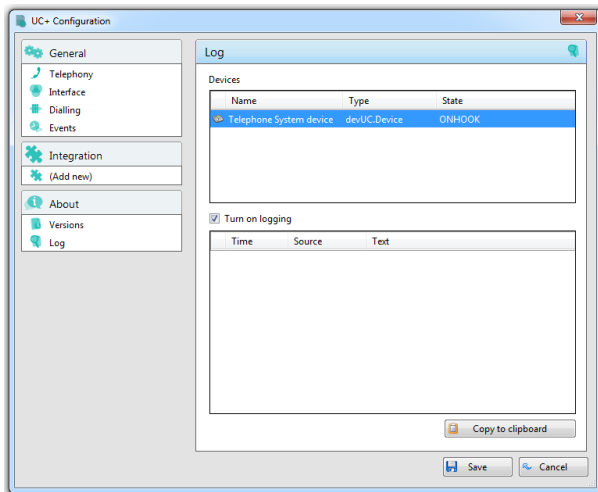 UC+ Configuration
General
Telephony
Interface
Dialling
Events
Integration
(Add new)
About
Versions
Log
Log
Devices
Name Type State
Telephone System device devUC.Device ONHOOK
Turn on logging
Time Source Text
Copy to clipboard
Save Cancel